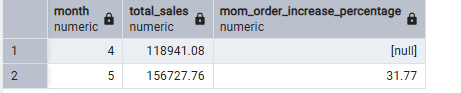 month total_sales mom_order_increase_percentage
numeric numeric numeric
1 4 118941.08 [null]
2 5 156727.76 31.77